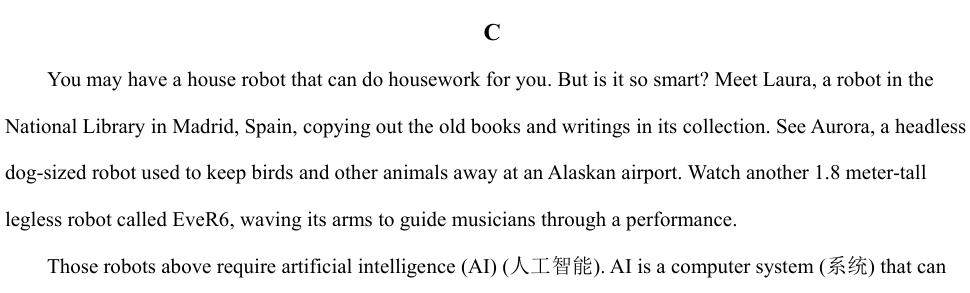 C
You may have a house robot that can do housework for you. But is it so smart? Meet Laura, a robot in the
National Library in Madrid, Spain, copying out the old books and writings in its collection. See Aurora, a headless
dog-sized robot used to keep birds and other animals away at an Alaskan airport. Watch another 1.8 meter-tall
legless robot called EveR6, waving its arms to guide musicians through a performance.
Those robots above require artificial intelligence (AI) (人工智能). AI is a computer system (系统) that can